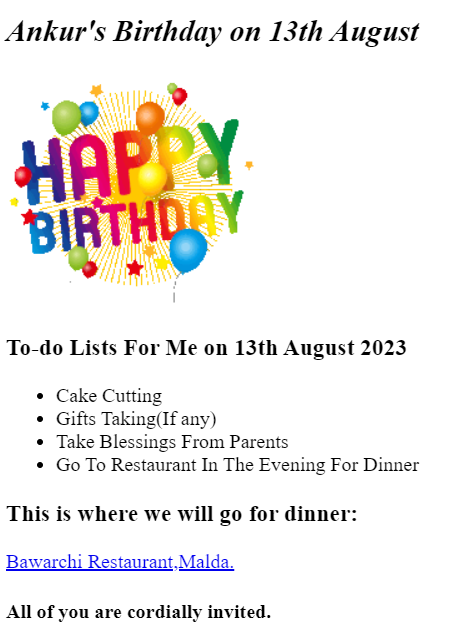 Ankur's Birthday on 13th August
HAPPY
BIRTHDAY
To-do Lists For Me on 13th August 2023
Cake Cutting
Gifts Taking(If any)
Take Blessings From Parents
Go To Restaurant In The Evening For Dinner
This is where we will go for dinner:
Bawarchi Restaurant,Malda.
All of you are cordially invited.